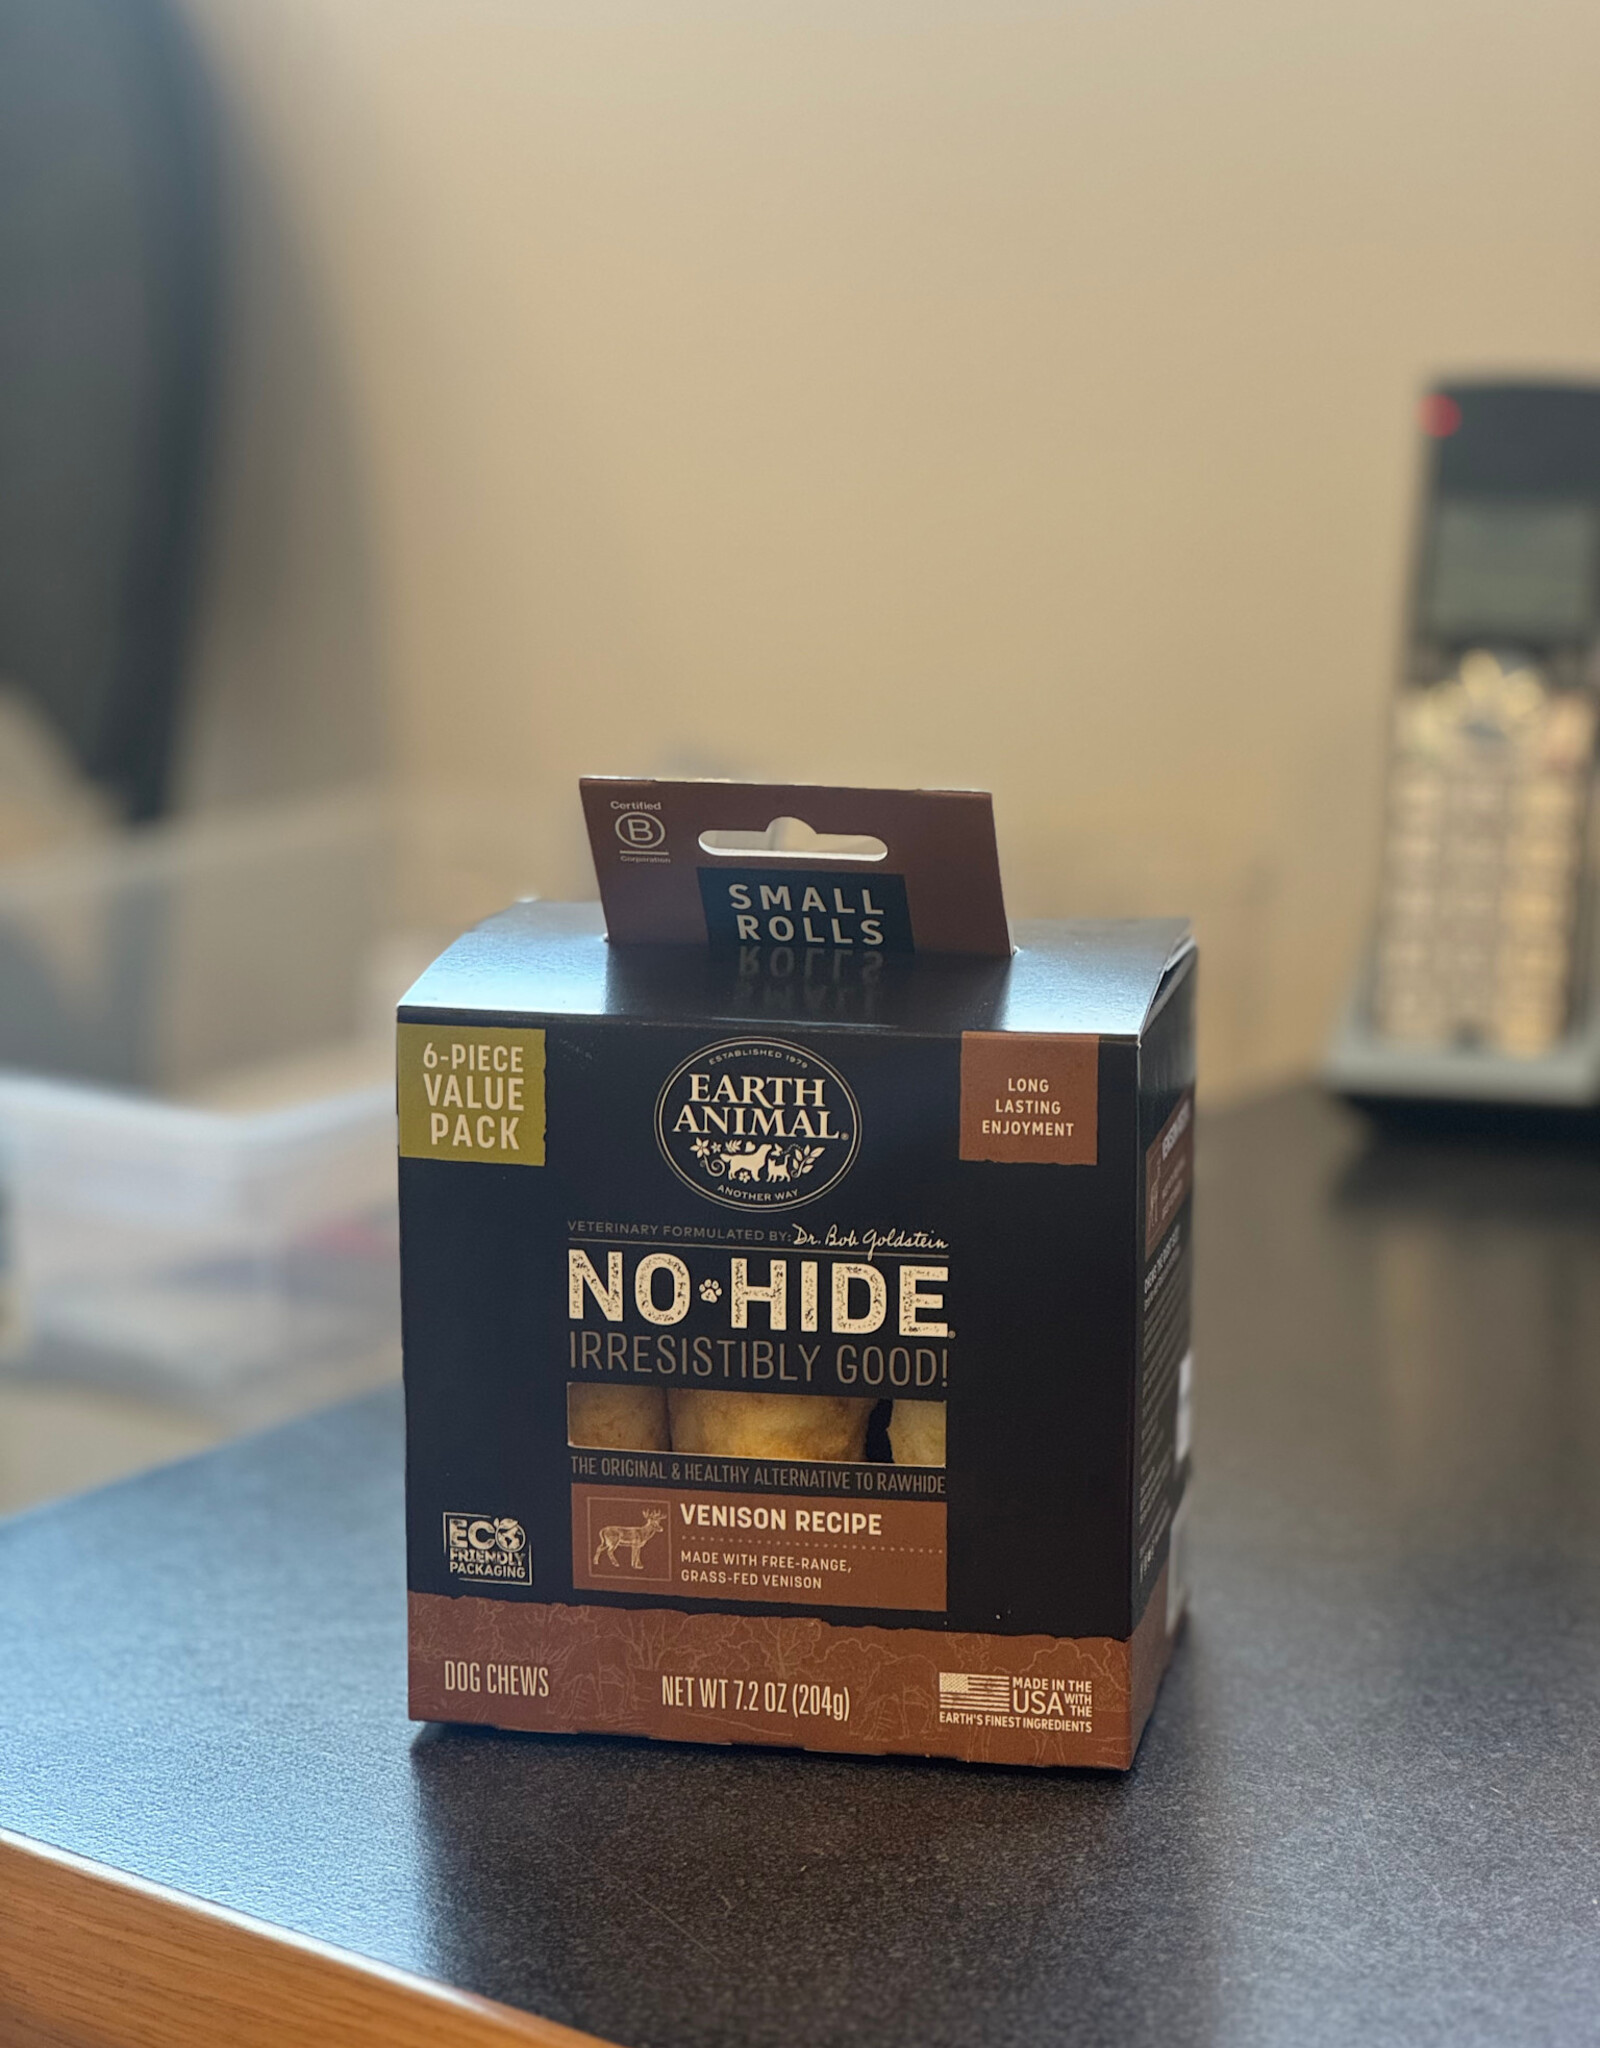 Certified
B
Corporation
SMALL
ROLLS
6-PIECE
VALUE
PACK
ESTABLISHED 1979
EARTH
ANIMAL®
ANOTHER WAY
LONG
LASTING
ENJOYMENT
VETERINARY FORMULATED BY: Dr. Bob Goldstein
NO·HIDE®
IRRESISTIBLY GOOD!
THE ORIGINAL & HEALTHY ALTERNATIVE TO RAWHIDE
VENISON RECIPE
MADE WITH FREE-RANGE,
GRASS-FED VENISON
ECO
FRIENDLY
PACKAGING
DOG CHEWS
NET WT 7.2 OZ (204g)
MADE IN THE
USA WITH THE
EARTH'S FINEST INGREDIENTS